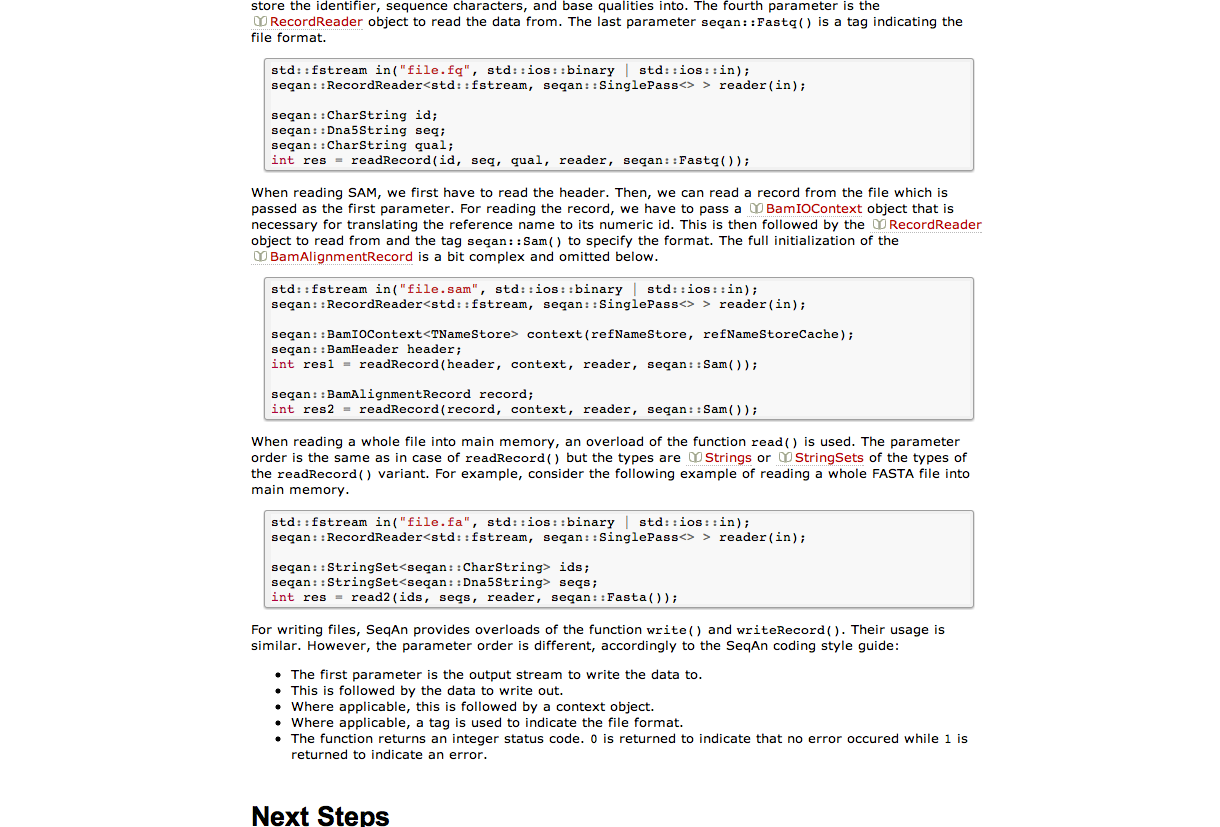 store the identifier, sequence characters, and base qualities into. The fourth parameter is the
RecordReader object to read the data from. The last parameter seqan::Fastq() is a tag indicating the
file format.
std::fstream in("file.fq", std::ios::binary | std::ios::in);
seqan::RecordReader<std::fstream, seqan::SinglePass<> > reader(in);
seqan::CharString id;
seqan::Dna5String seq;
seqan::CharString qual;
int res = readRecord(id, seq, qual, reader, seqan::Fastq());
When reading SAM, we first have to read the header. Then, we can read a record from the file which is
passed as the first parameter. For reading the record, we have to pass a BamIOContext object that is
necessary for translating the reference name to its numeric id. This is then followed by the RecordReader
object to read from and the tag seqan::Sam() to specify the format. The full initialization of the
BamAlignmentRecord is a bit complex and omitted below.
std::fstream in("file.sam", std::ios::binary | std::ios::in);
seqan::RecordReader<std::fstream, seqan::SinglePass<> > reader(in);
seqan::BamIOContext<TNameStore> context(refNameStore, refNameStoreCache);
seqan::BamHeader header;
int res1 = readRecord(header, context, reader, seqan::Sam());
seqan::BamAlignmentRecord record;
int res2 = readRecord(record, context, reader, seqan::Sam());
When reading a whole file into main memory, an overload of the function read() is used. The parameter
order is the same as in case of readRecord() but the types are Strings or StringSets of the types of
the readRecord() variant. For example, consider the following example of reading a whole FASTA file into
main memory.
std::fstream in("file.fa", std::ios::binary | std::ios::in);
seqan::RecordReader<std::fstream, seqan::SinglePass<> > reader(in);
seqan::StringSet<seqan::CharString> ids;
seqan::StringSet<seqan::Dna5String> seqs;
int res = read2(ids, seqs, reader, seqan::Fasta());
For writing files, SeqAn provides overloads of the function write() and writeRecord(). Their usage is
similar. However, the parameter order is different, accordingly to the SeqAn coding style guide:
• The first parameter is the output stream to write the data to.
• This is followed by the data to write out.
• Where applicable, this is followed by a context object.
• Where applicable, a tag is used to indicate the file format.
• The function returns an integer status code. 0 is returned to indicate that no error occured while 1 is
returned to indicate an error.
Next Steps